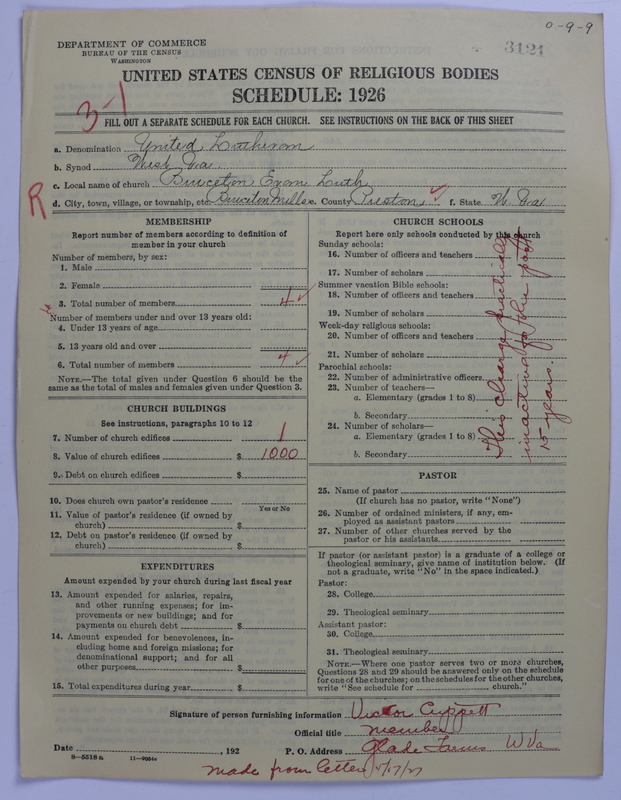 0-9-9
DEPARTMENT OF COMMERCE
BUREAU OF THE CENSUS
WASHINGTON
3121
UNITED STATES CENSUS OF RELIGIOUS BODIES
SCHEDULE: 1926
3-1
FILL OUT A SEPARATE SCHEDULE FOR EACH CHURCH. SEE INSTRUCTIONS ON THE BACK OF THIS SHEET
a. Denomination United Lutheran
b. Synod West Va.
c. Local name of church Bruceton Evan Luth
R
d. City, town, village, or township, etc. Bruceton Mills e. County Preston ✓ f. State W. Va
MEMBERSHIP
Report number of members according to definition of
member in your church
Number of members, by sex:
1. Male
2. Female
3. Total number of members 4 ✓
Number of members under and over 13 years old:
4. Under 13 years of age
5. 13 years old and over
6. Total number of members 4 ✓
NOTE.—The total given under Question 6 should be the
same as the total of males and females given under Question 3.
CHURCH BUILDINGS
See instructions, paragraphs 10 to 12
7. Number of church edifices 1
8. Value of church edifices $ 1000
9. Debt on church edifices $
10. Does church own pastor's residence
Yes or No
11. Value of pastor's residence (if owned by
church) $
12. Debt on pastor's residence (if owned by
church) $
EXPENDITURES
Amount expended by your church during last fiscal year
13. Amount expended for salaries, repairs,
and other running expenses; for im-
provements or new buildings; and for
payments on church debt $
14. Amount expended for benevolences, in-
cluding home and foreign missions; for
denominational support; and for all
other purposes $
15. Total expenditures during year $
CHURCH SCHOOLS
Report here only schools conducted by this church
Sunday schools:
16. Number of officers and teachers
17. Number of scholars
Summer vacation Bible schools:
18. Number of officers and teachers
19. Number of scholars
Week-day religious schools:
20. Number of officers and teachers
21. Number of scholars
Parochial schools:
22. Number of administrative officers
23. Number of teachers—
a. Elementary (grades 1 to 8)
b. Secondary
24. Number of scholars—
a. Elementary (grades 1 to 8)
b. Secondary
This charge practically
inactive for the past
15 years.
PASTOR
25. Name of pastor
(If church has no pastor, write "None")
26. Number of ordained ministers, if any, em-
ployed as assistant pastors
27. Number of other churches served by the
pastor or his assistants
If pastor (or assistant pastor) is a graduate of a college or
theological seminary, give name of institution below. (If
not a graduate, write "No" in the space indicated.)
Pastor:
28. College
29. Theological seminary
Assistant pastor:
30. College
31. Theological seminary
NOTE.—Where one pastor serves two or more churches,
Questions 28 and 29 should be answered only on the schedule
for one of the churches; on the schedules for the other churches,
write "See schedule for church."
Signature of person furnishing information Victor Cuppett
Official title member
Date , 192 P. O. Address Glade Farms W Va
8-5518a 11-9054a
made from letter 5/17/27